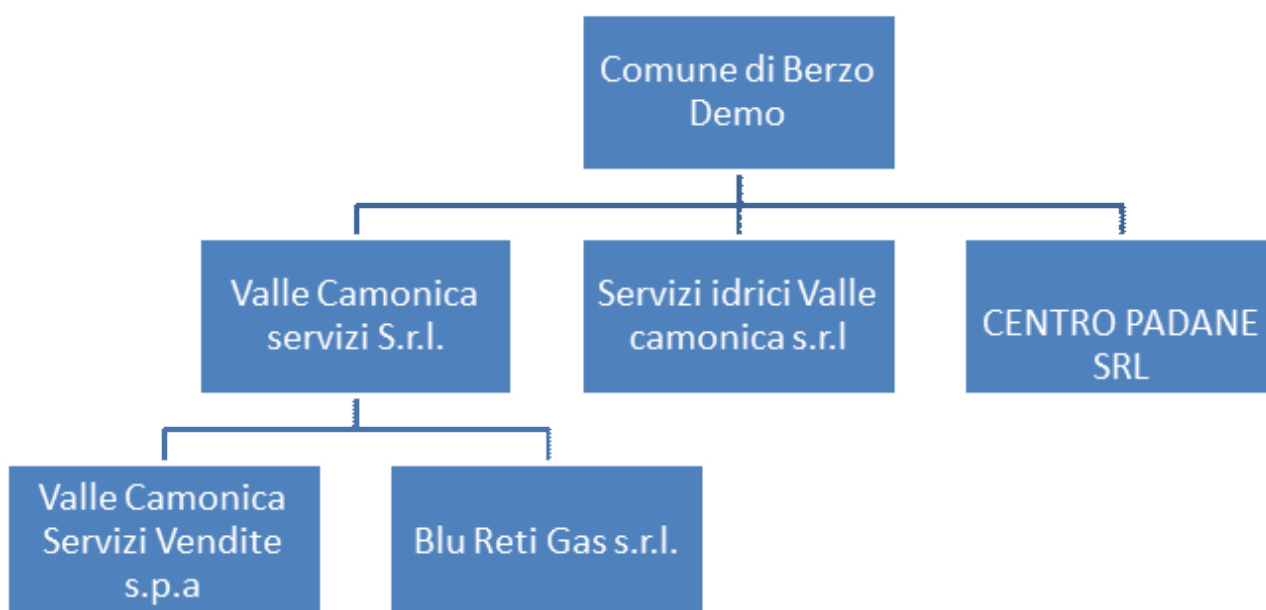 Comune di Berzo
Demo
Valle Camonica
servizi S.r.l.
Servizi idrici Valle
camonica s.r.l
CENTRO PADANE
SRL
Valle Camonica
Servizi Vendite
s.p.a
Blu Reti Gas s.r.l.